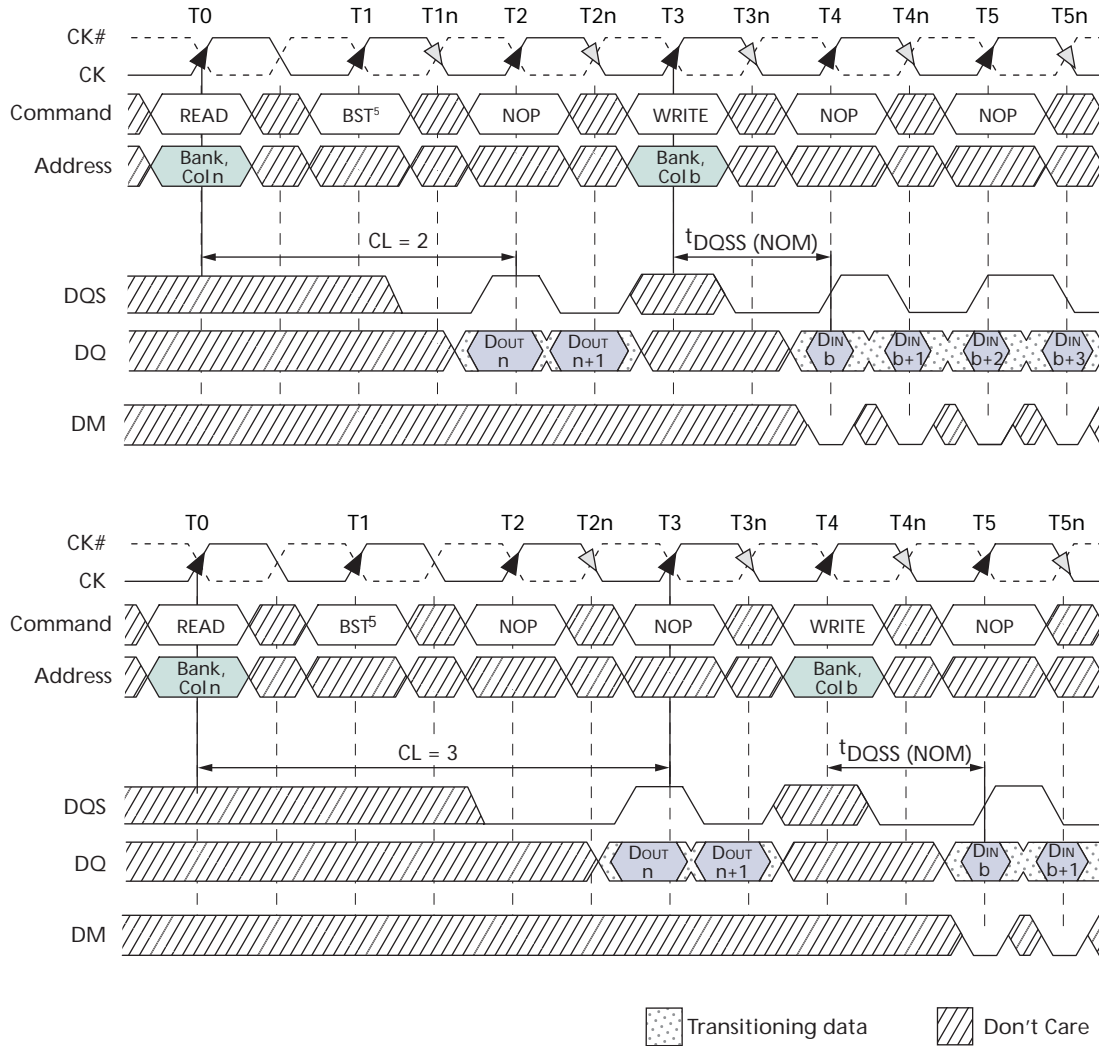 T0 T1 T1n T2 T2n T3 T3n T4 T4n T5 T5n
CK#
CK
Command READ BST5 NOP WRITE NOP NOP
Address Bank, Col n Bank, Col b
CL = 2 tDQSS (NOM)
DQS
DQ DOUT n DOUT n+1 DIN b DIN b+1 DIN b+2 DIN b+3
DM
T0 T1 T2 T2n T3 T3n T4 T4n T5 T5n
CK#
CK
Command READ BST5 NOP NOP WRITE NOP
Address Bank, Col n Bank, Col b
CL = 3 tDQSS (NOM)
DQS
DQ DOUT n DOUT n+1 DIN b DIN b+1
DM
Transitioning data Don't Care